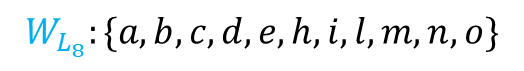 W_{L_8}: {a, b, c, d, e, h, i, l, m, n, o}